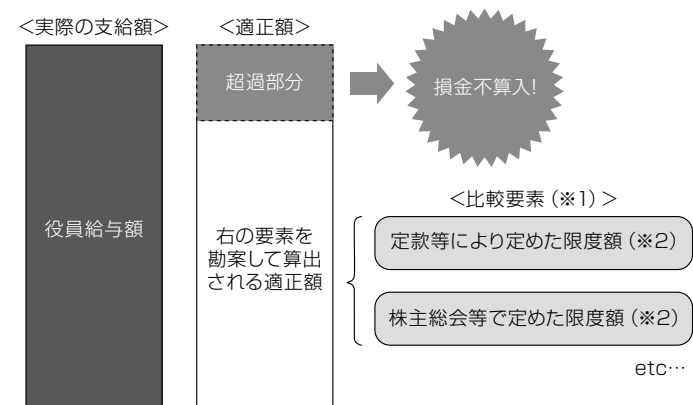 ＜実際の支給額＞
＜適正額＞
超過部分
損金不算入!
役員給与額
右の要素を
勘案して算出
される適正額
＜比較要素（※1）＞
定款等により定めた限度額（※2）
株主総会等で定めた限度額（※2）
etc…